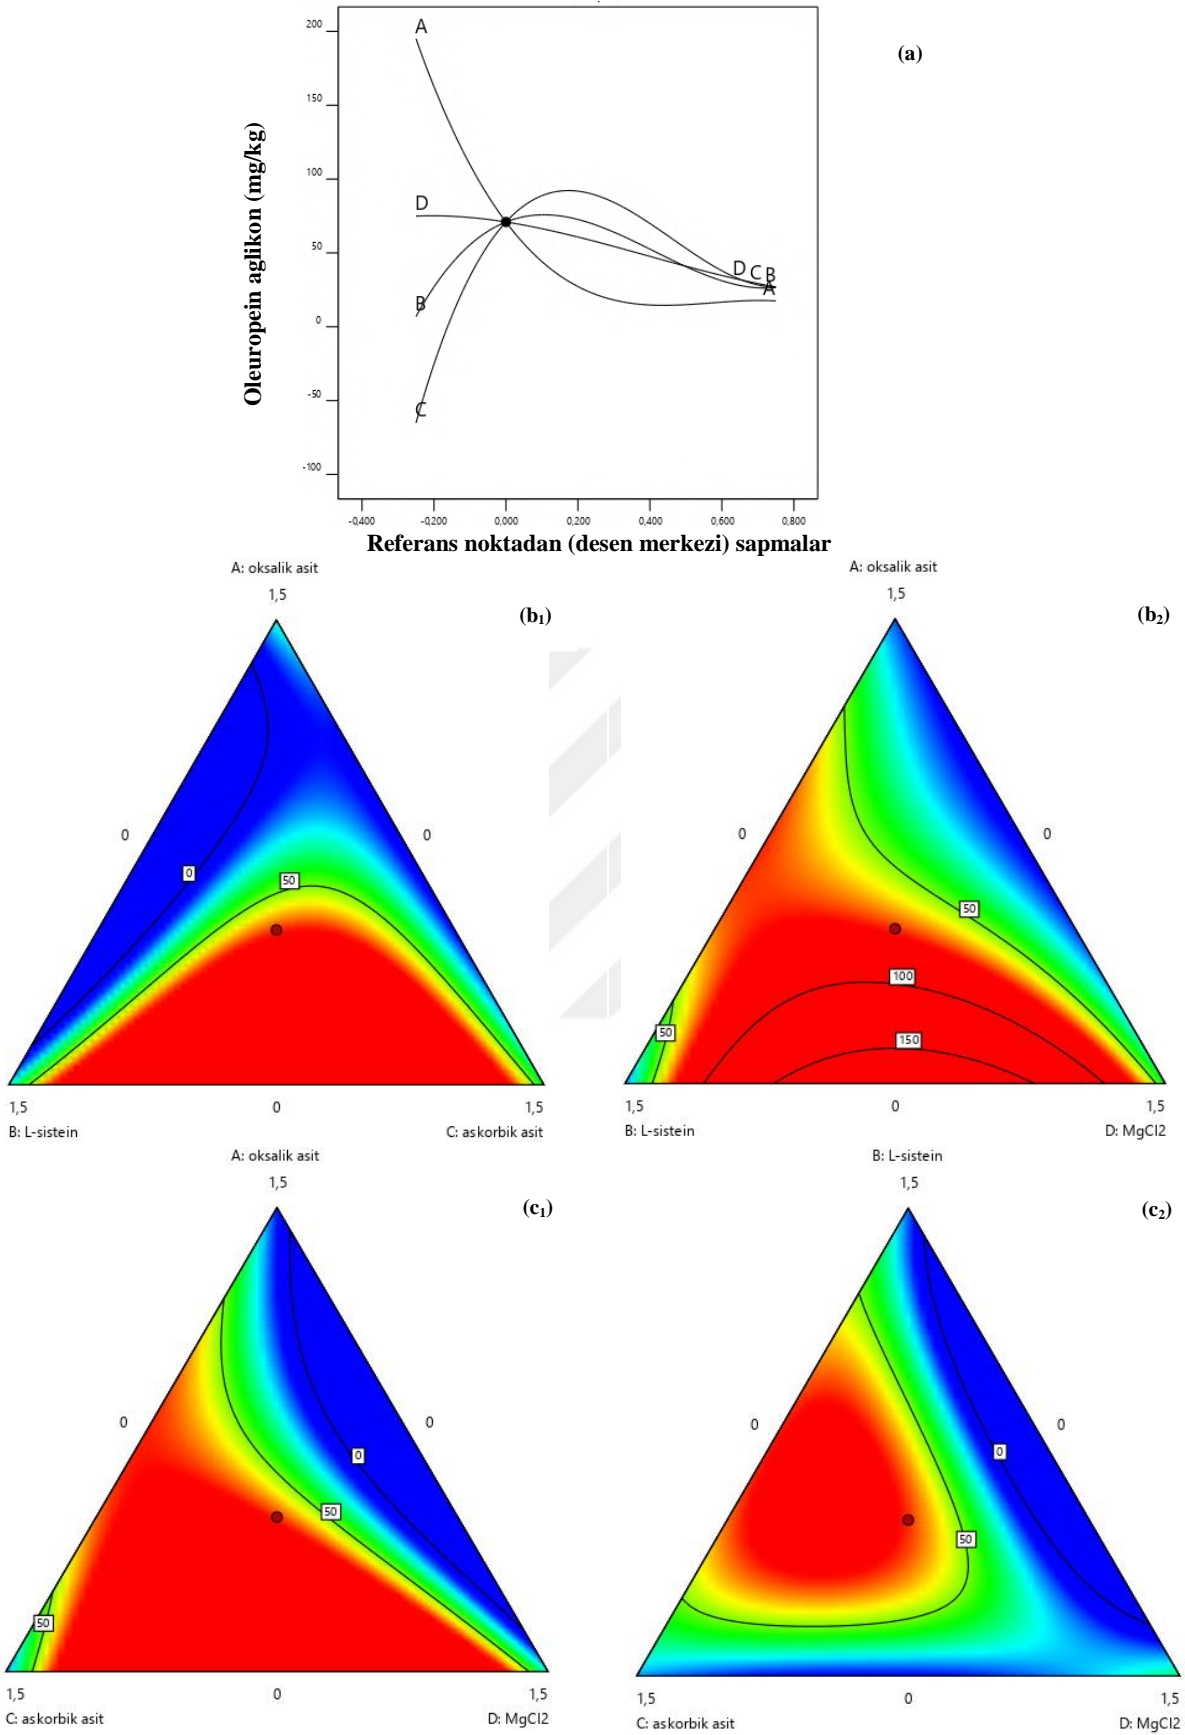 (a)
Oleuropein aglikon (mg/kg)
200
150
100
50
0
-50
-100
A
D
B
C
D C B
A
-0,400 -0,200 0,000 0,200 0,400 0,600 0,800
Referans noktadan (desen merkezi) sapmalar
A: oksalik asit
1,5
(b1)
0 0
0
50
1,5 0 1,5
B: L-sistein C: askorbik asit
A: oksalik asit
1,5
(b2)
0 0
50
100
50
150
1,5 0 1,5
B: L-sistein D: MgCl2
A: oksalik asit
1,5
(c1)
0 0
0
50
50
1,5 0 1,5
C: askorbik asit D: MgCl2
B: L-sistein
1,5
(c2)
0 0
0
50
1,5 0 1,5
C: askorbik asit D: MgCl2